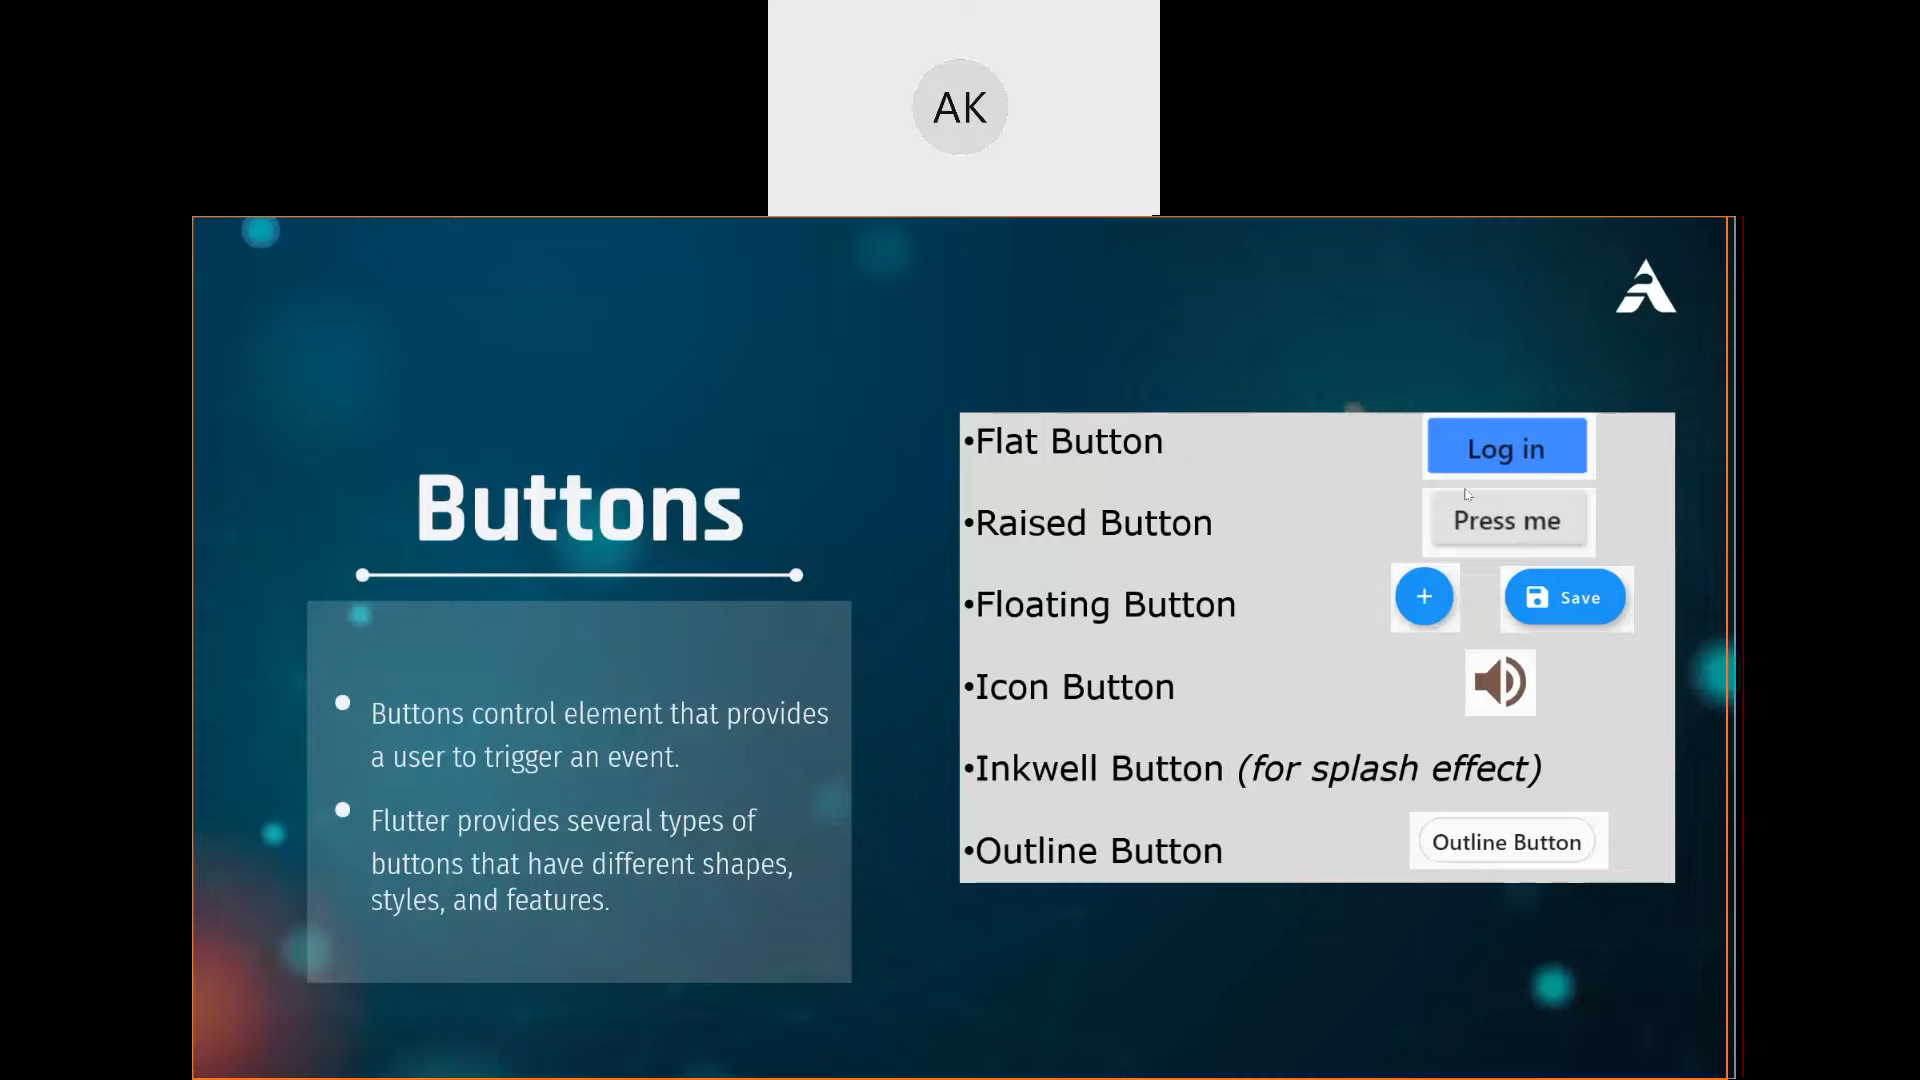 AK
Buttons
Buttons control element that provides
a user to trigger an event.
Flutter provides several types of
buttons that have different shapes,
styles, and features.
•Flat Button
Log in
•Raised Button
Press me
•Floating Button
+
Save
•Icon Button
•Inkwell Button (for splash effect)
•Outline Button
Outline Button